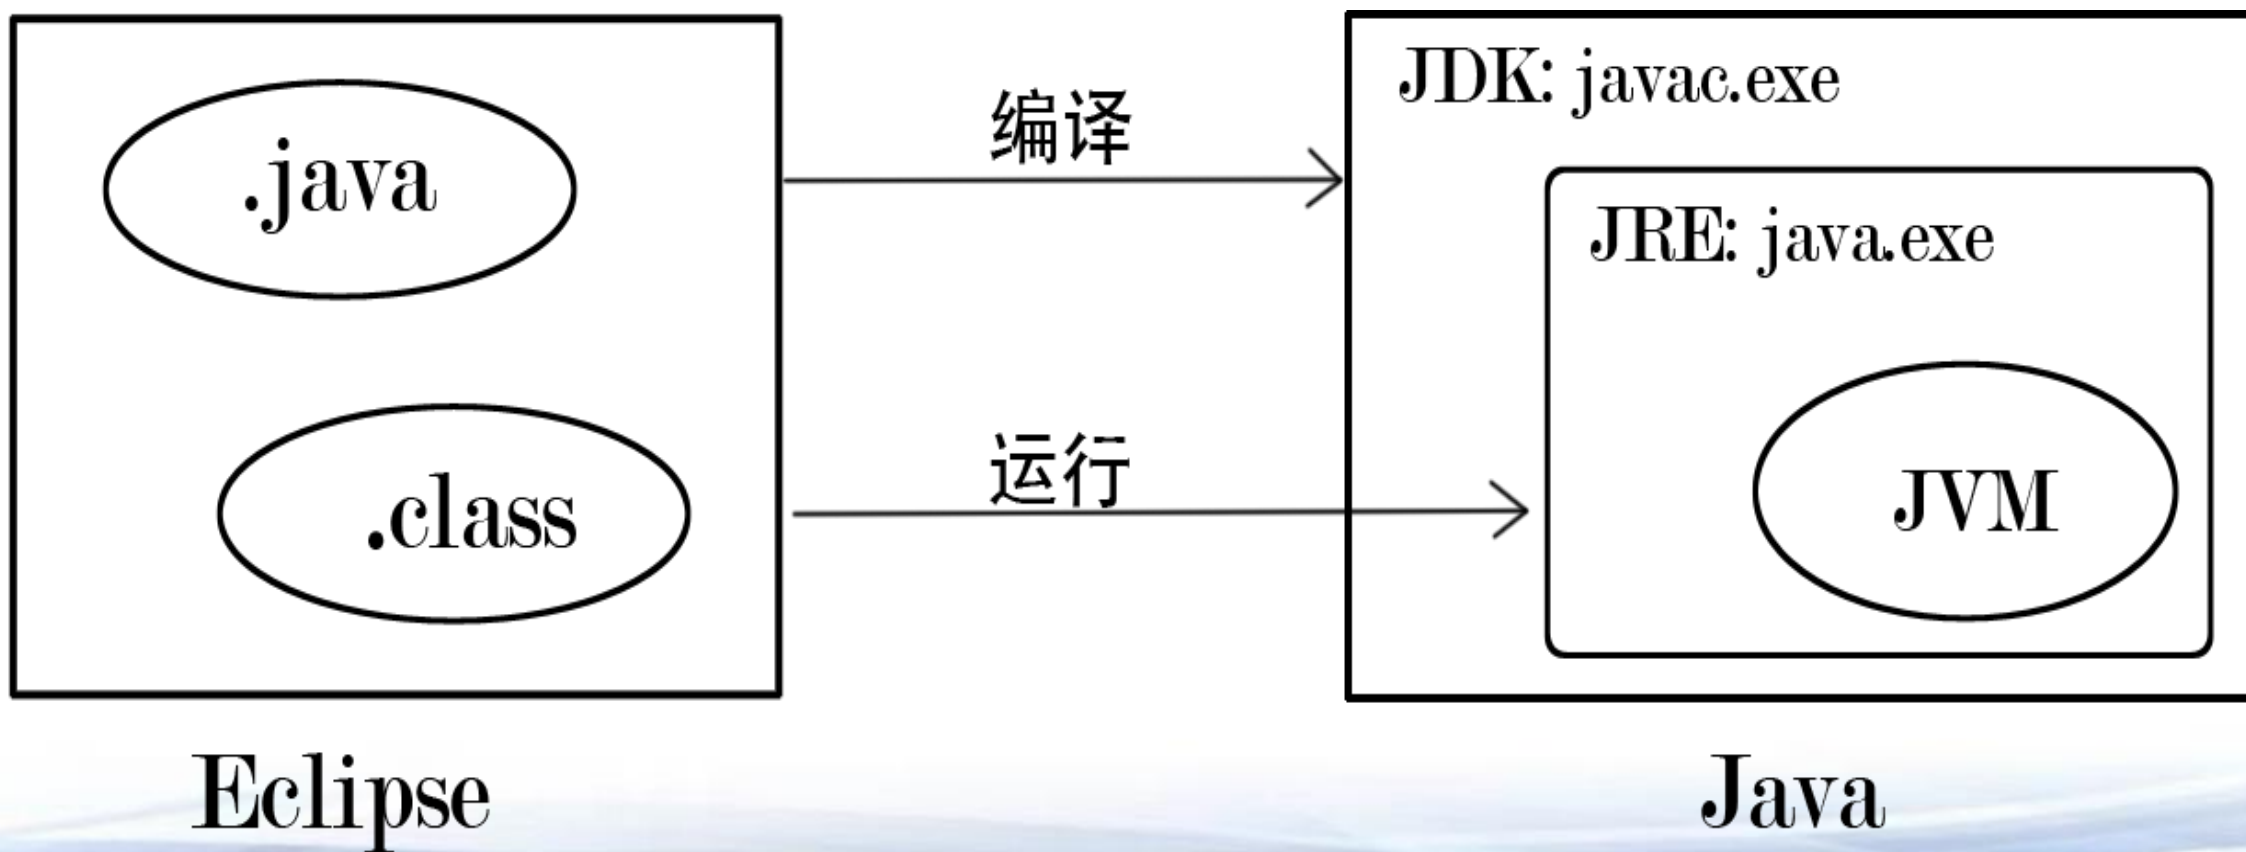 .java
.class
编译
运行
JDK: javac.exe
JRE: java.exe
JVM
Eclipse
Java